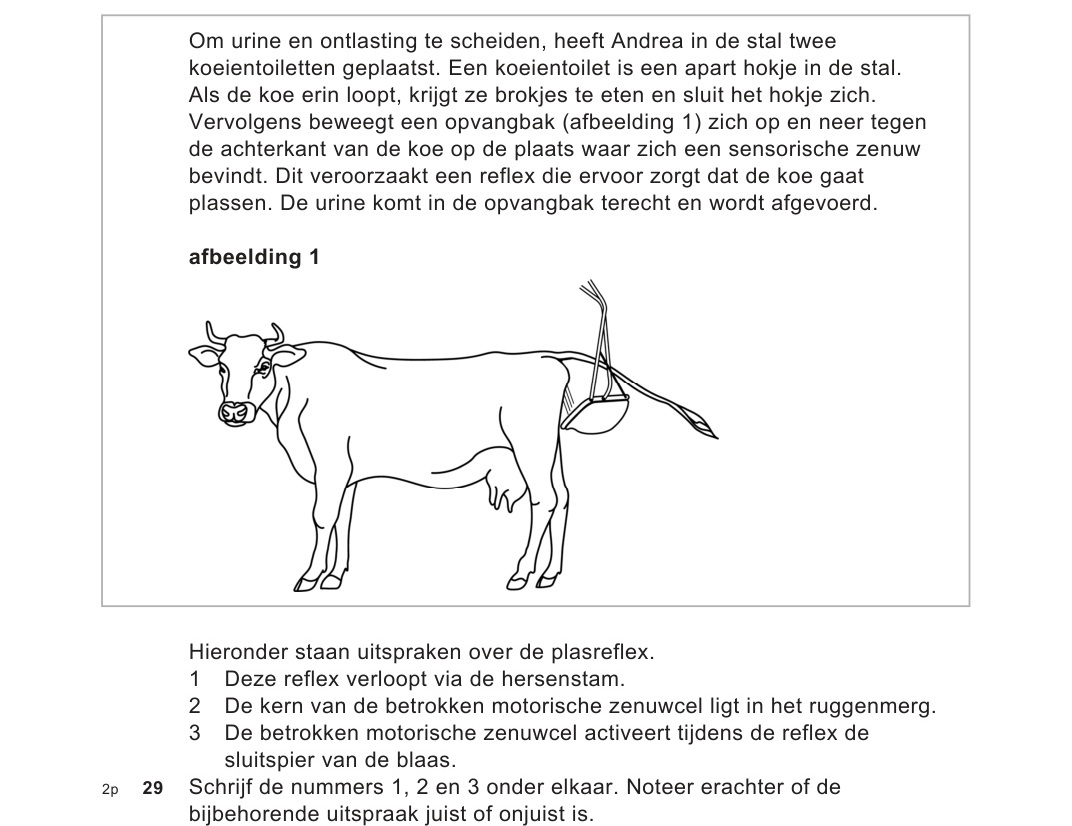 Om urine en ontlasting te scheiden, heeft Andrea in de stal twee
koeientoiletten geplaatst. Een koeientoilet is een apart hokje in de stal.
Als de koe erin loopt, krijgt ze brokjes te eten en sluit het hokje zich.
Vervolgens beweegt een opvangbak (afbeelding 1) zich op en neer tegen
de achterkant van de koe op de plaats waar zich een sensorische zenuw
bevindt. Dit veroorzaakt een reflex die ervoor zorgt dat de koe gaat
plassen. De urine komt in de opvangbak terecht en wordt afgevoerd.
afbeelding 1
Hieronder staan uitspraken over de plasreflex.
1 Deze reflex verloopt via de hersenstam.
2 De kern van de betrokken motorische zenuwcel ligt in het ruggenmerg.
3 De betrokken motorische zenuwcel activeert tijdens de reflex de
sluitspier van de blaas.
2p 29 Schrijf de nummers 1, 2 en 3 onder elkaar. Noteer erachter of de
bijbehorende uitspraak juist of onjuist is.